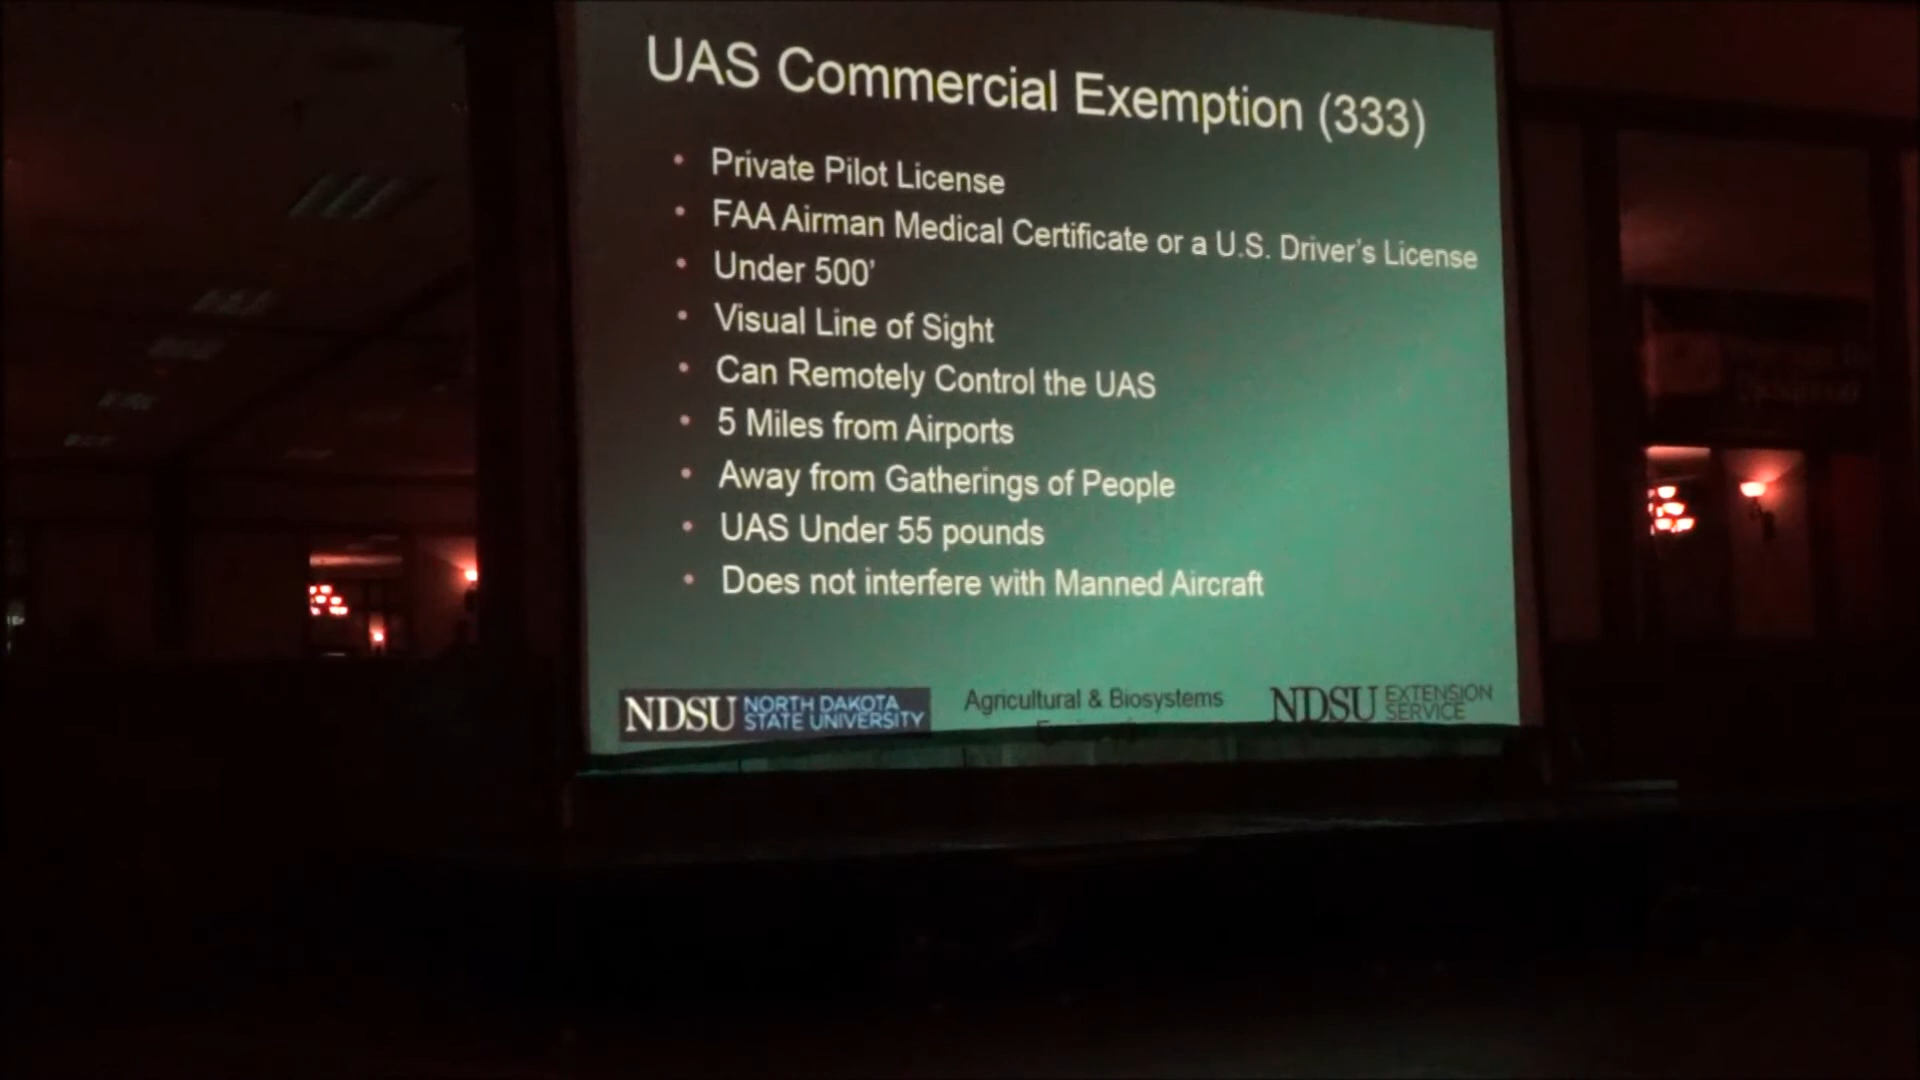 UAS Commercial Exemption (333)
• Private Pilot License
• FAA Airman Medical Certificate or a U.S. Driver's License
• Under 500'
• Visual Line of Sight
• Can Remotely Control the UAS
• 5 Miles from Airports
• Away from Gatherings of People
• UAS Under 55 pounds
• Does not interfere with Manned Aircraft
NDSU NORTH DAKOTA
STATE UNIVERSITY
Agricultural & Biosystems
NDSU EXTENSION
SERVICE